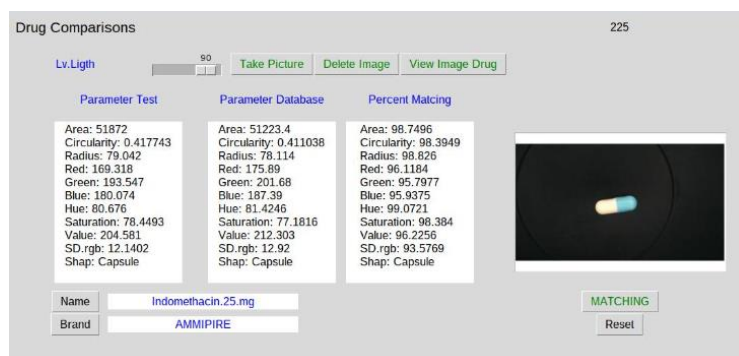 Drug Comparisons
225
Lv.Ligth
90
Take Picture
Delete Image
View Image Drug
Parameter Test
Parameter Database
Percent Matcing
Area: 51872
Circularity: 0.417743
Radius: 79.042
Red: 169.318
Green: 193.547
Blue: 180.074
Hue: 80.676
Saturation: 78.4493
Value: 204.581
SD.rgb: 12.1402
Shap: Capsule
Area: 51223.4
Circularity: 0.411038
Radius: 78.114
Red: 175.89
Green: 201.68
Blue: 187.39
Hue: 81.4246
Saturation: 77.1816
Value: 212.303
SD.rgb: 12.92
Shap: Capsule
Area: 98.7496
Circularity: 98.3949
Radius: 98.826
Red: 96.1184
Green: 95.7977
Blue: 95.9375
Hue: 99.0721
Saturation: 98.384
Value: 96.2256
SD.rgb: 93.5769
Shap: Capsule
Name
Indomethacin.25.mg
Brand
AMMIPIRE
MATCHING
Reset